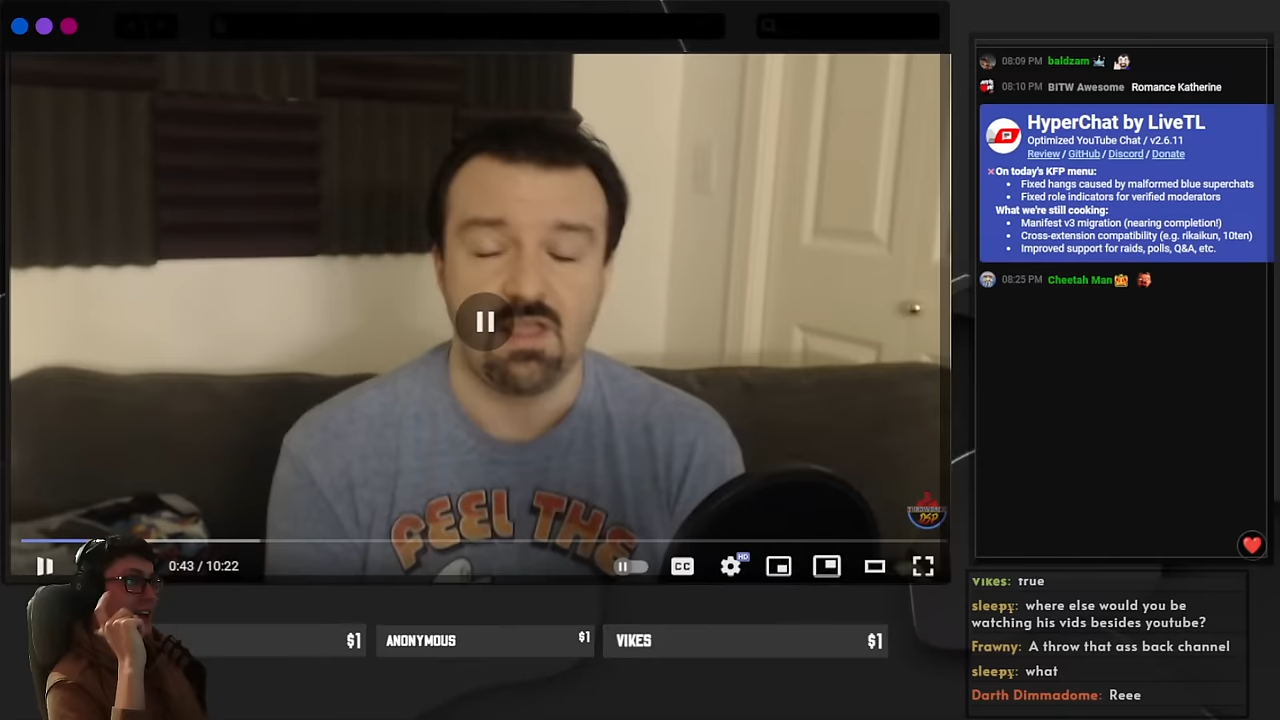 08:09 PM baldzam
08:10 PM BITW Awesome Romance Katherine
HyperChat by LiveTL
Optimized YouTube Chat / v2.6.11
Review / GitHub / Discord / Donate
×On today's KFP menu:
• Fixed hangs caused by malformed blue superchats
• Fixed role indicators for verified moderators
What we're still cooking:
• Manifest v3 migration (nearing completion!)
• Cross-extension compatibility (e.g. rikaikun, 10ten)
• Improved support for raids, polls, Q&A, etc.
08:25 PM Cheetah Man
FEEL THE
DSP
0:43 / 10:22
CC
HD
$1
ANONYMOUS $1
VIKES $1
Vikes: true
sleepy: where else would you be
watching his vids besides youtube?
Frawny: A throw that ass back channel
sleepy: what
Darth Dimmadome: Reee